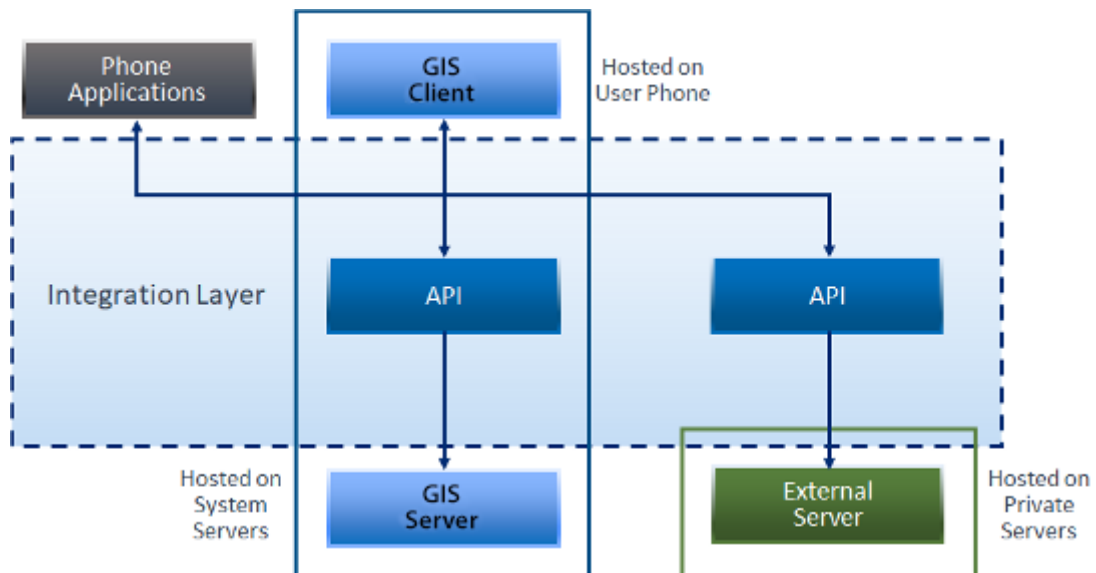 Phone
Applications
GIS
Client
Hosted on
User Phone
Integration Layer
API
API
Hosted on
System
Servers
GIS
Server
External
Server
Hosted on
Private
Servers